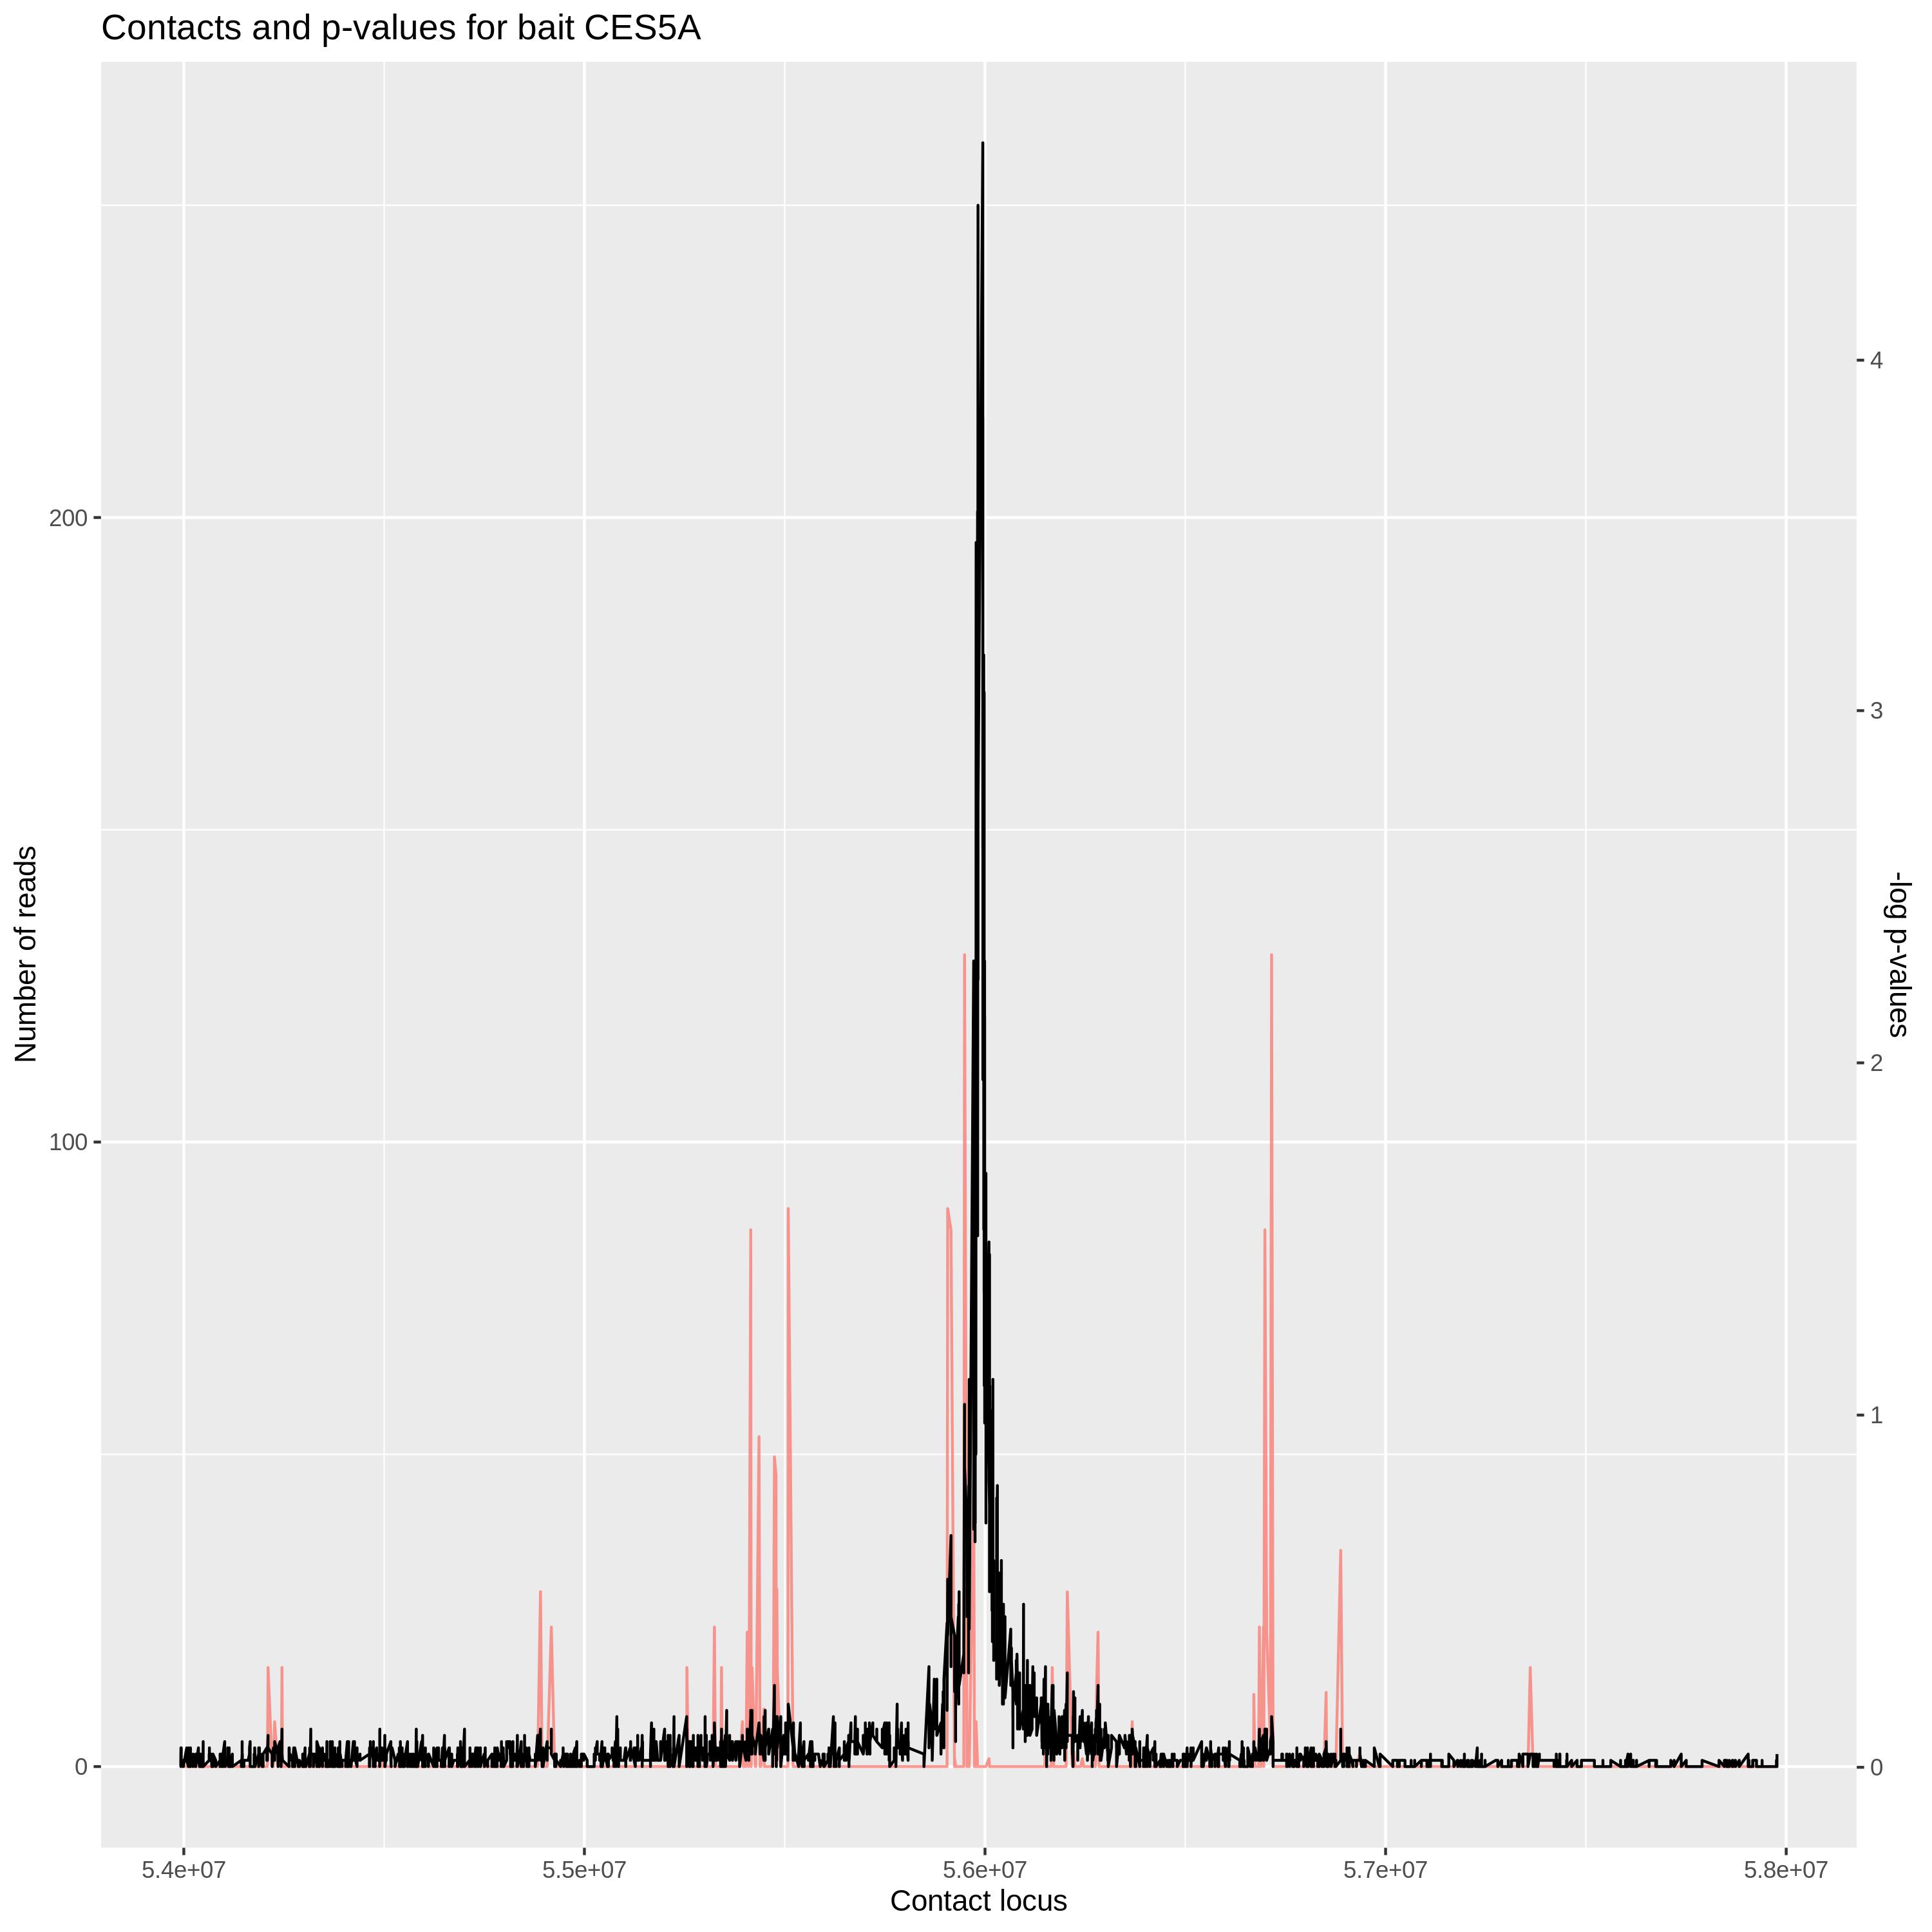 Contacts and p-values for bait CES5A
Number of reads
200
100
0
4
3
2
1
0
-log p-values
5.4e+07
5.5e+07
5.6e+07
5.7e+07
5.8e+07
Contact locus